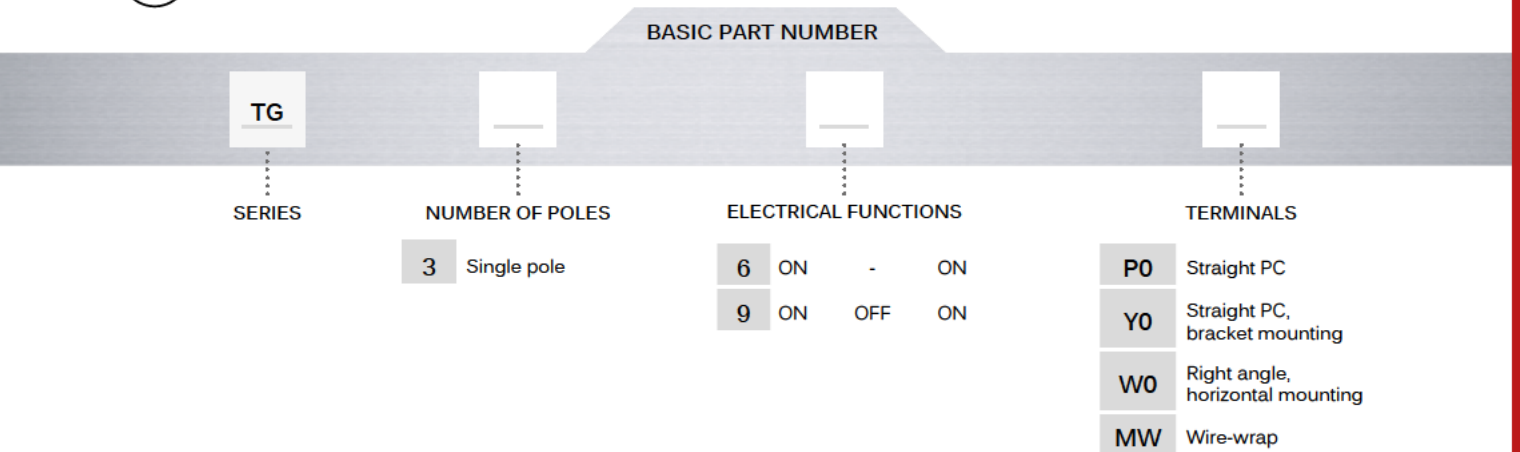 BASIC PART NUMBER
TG
SERIES NUMBER OF POLES ELECTRICAL FUNCTIONS TERMINALS
3 Single pole 6 ON - ON P0 Straight PC
9 ON OFF ON Y0 Straight PC,
bracket mounting
W0 Right angle,
horizontal mounting
MW Wire-wrap